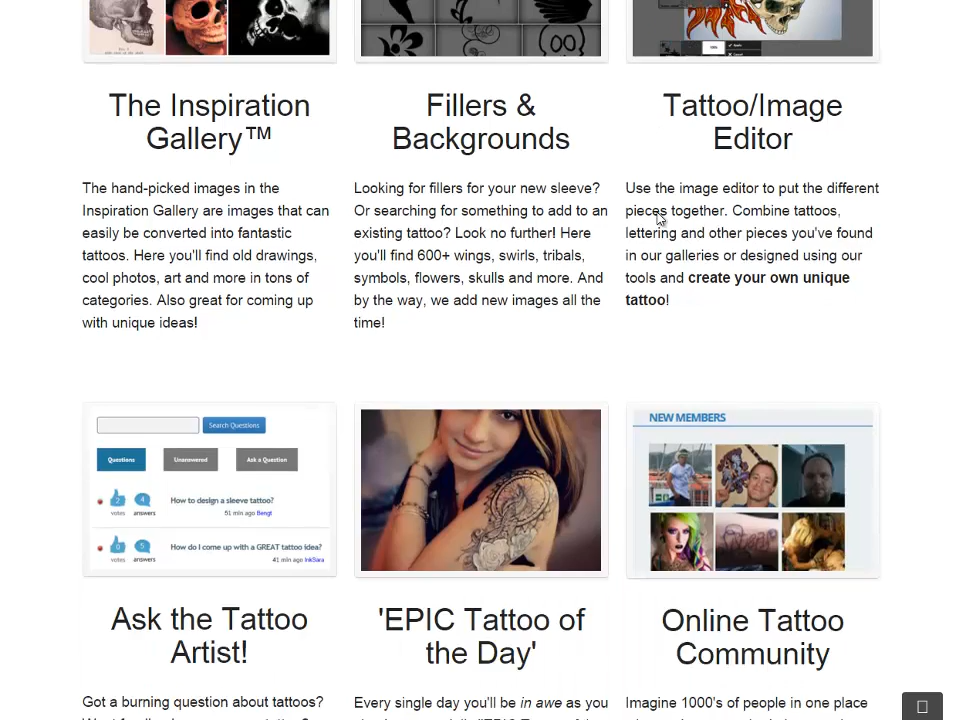 The Inspiration
Gallery™
Fillers &
Backgrounds
Tattoo/Image
Editor
The hand-picked images in the
Inspiration Gallery are images that can
easily be converted into fantastic
tattoos. Here you'll find old drawings,
cool photos, art and more in tons of
categories. Also great for coming up
with unique ideas!
Looking for fillers for your new sleeve?
Or searching for something to add to an
existing tattoo? Look no further! Here
you'll find 600+ wings, swirls, tribals,
symbols, flowers, skulls and more. And
by the way, we add new images all the
time!
Use the image editor to put the different
pieces together. Combine tattoos,
lettering and other pieces you've found
in our galleries or designed using our
tools and create your own unique
tattoo!
Search Questions
Questions Unanswered Ask a Question
How to design a sleeve tattoo?
votes answers
51 min ago Bengt
How do I come up with a GREAT tattoo idea?
votes answers
41 min ago InkSara
NEW MEMBERS
Ask the Tattoo
Artist!
'EPIC Tattoo of
the Day'
Online Tattoo
Community
Got a burning question about tattoos?
Every single day you'll be in awe as you
Imagine 1000's of people in one place